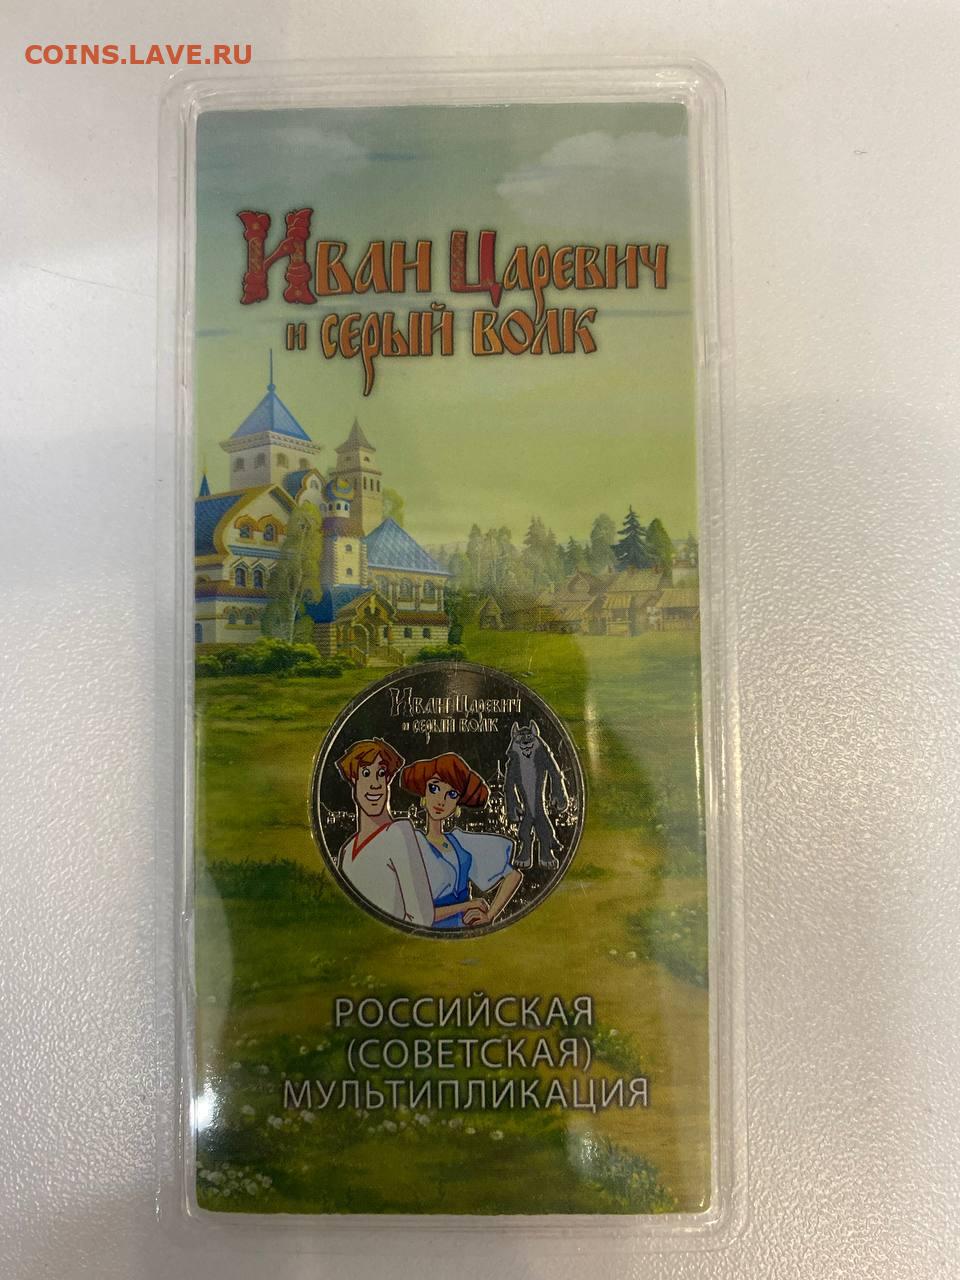 COINS.LAVE.RU
Иван Царевич
и серый волк
Иван Царевич
и серый волк
РОССИЙСКАЯ
(СОВЕТСКАЯ)
МУЛЬТИПЛИКАЦИЯ